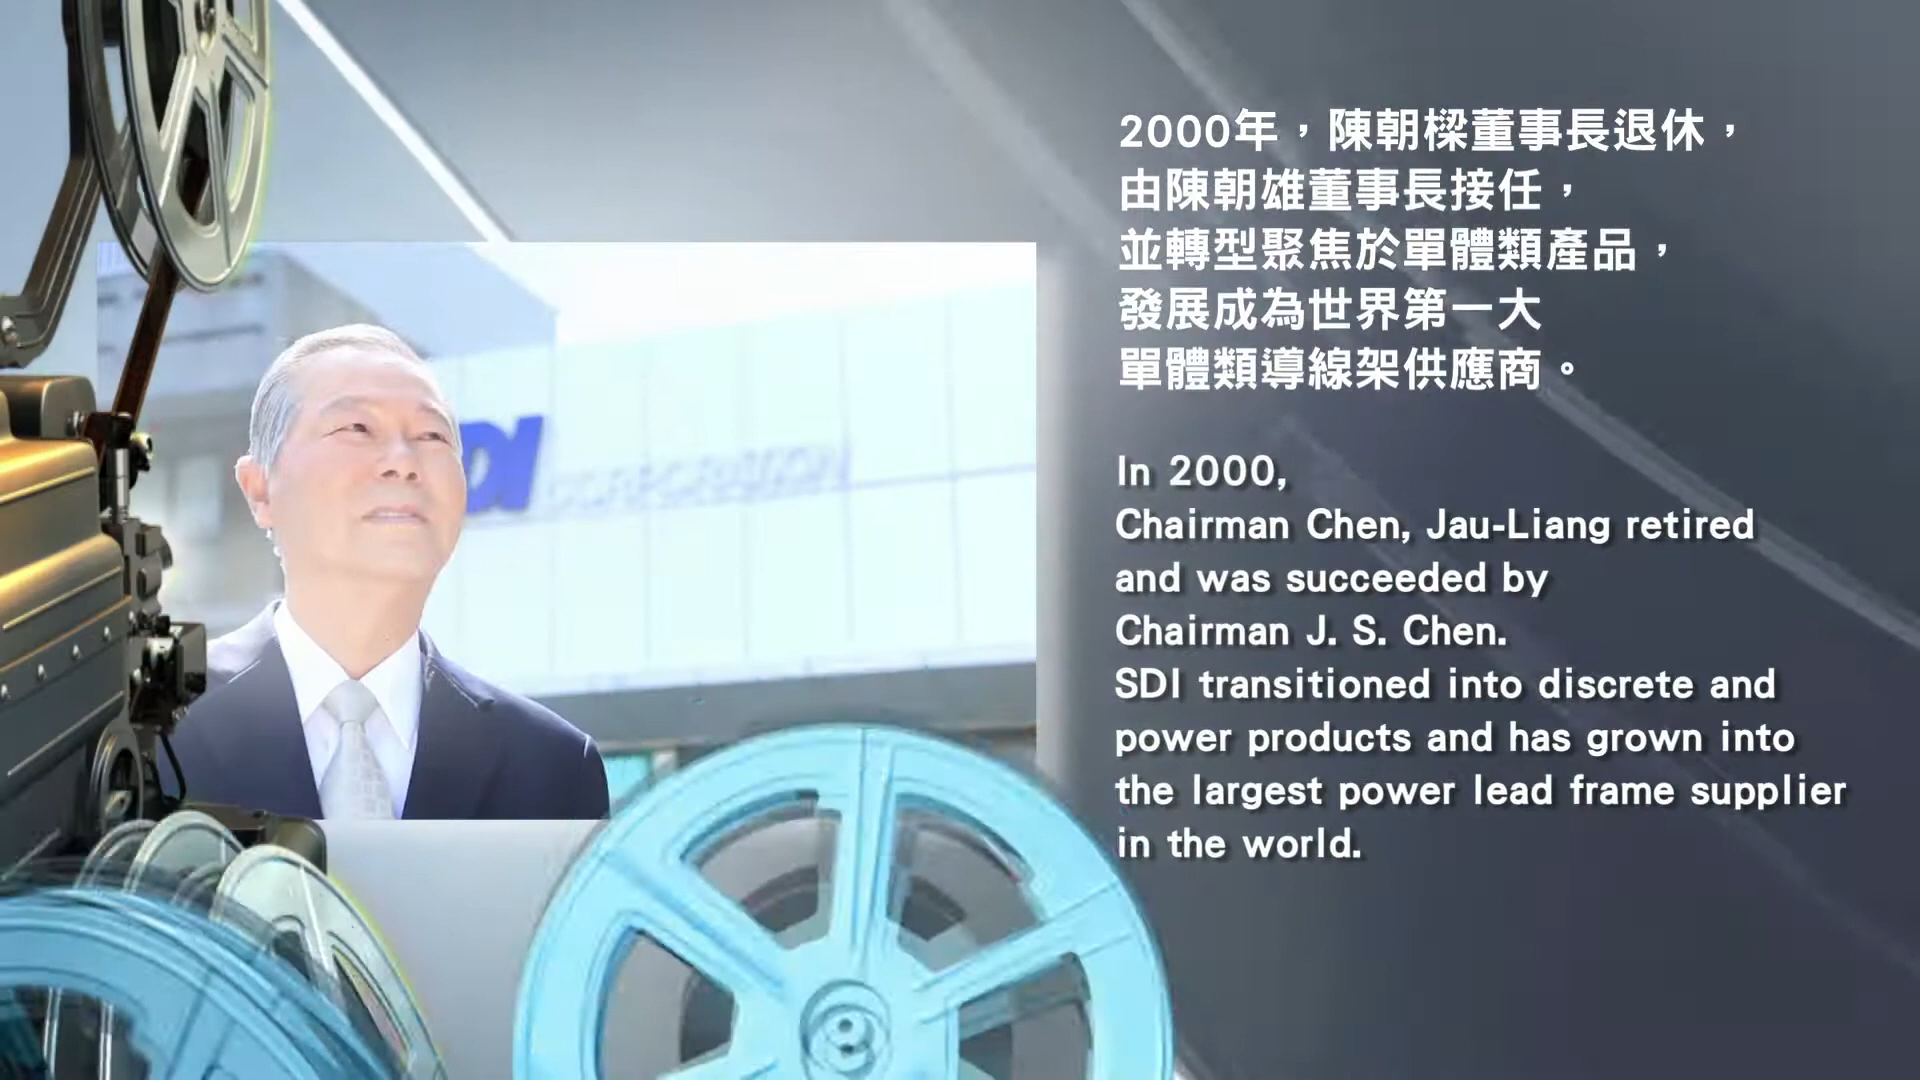 2000年，陳朝樑董事長退休，
由陳朝雄董事長接任，
並轉型聚焦於單體類產品，
發展成為世界第一大
單體類導線架供應商。
In 2000,
Chairman Chen, Jau-Liang retired
and was succeeded by
Chairman J. S. Chen.
SDI transitioned into discrete and
power products and has grown into
the largest power lead frame supplier
in the world.
DI CORPORATION